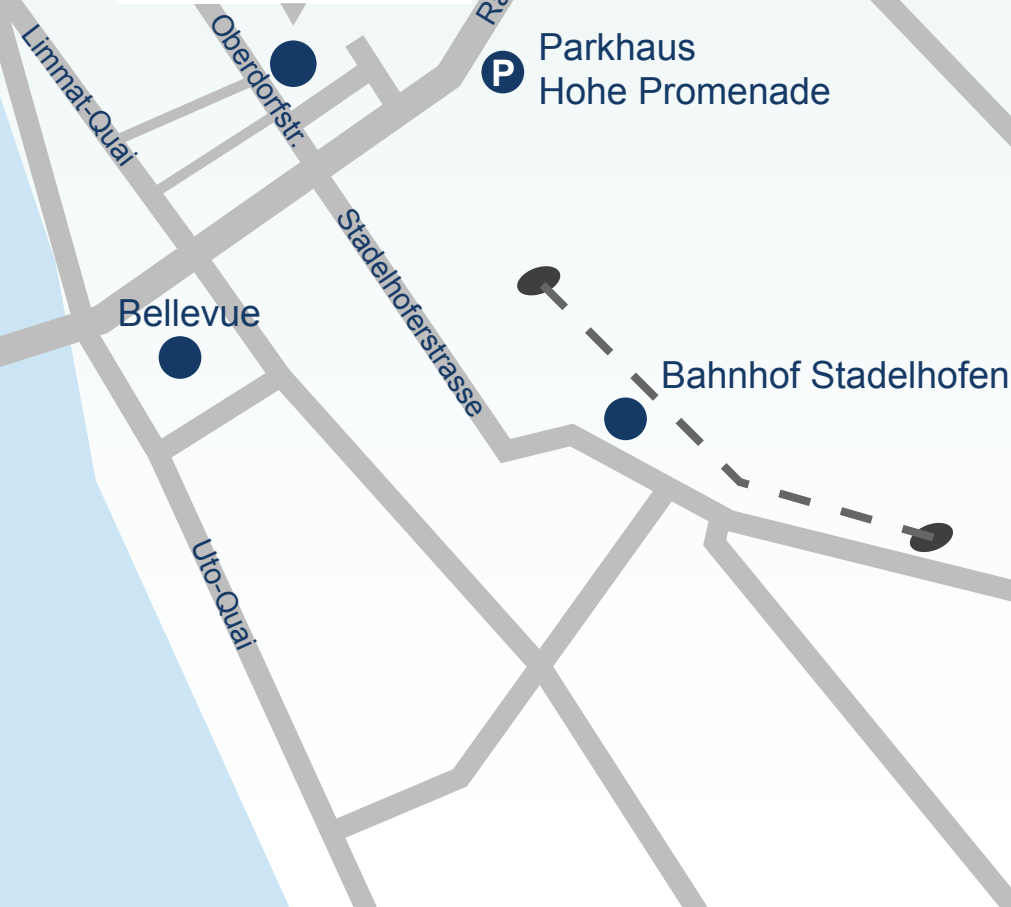 Limmat-Quai
Oberdorfstr.
P
Parkhaus
Hohe Promenade
Stadelhoferstrasse
Bellevue
Bahnhof Stadelhofen
Uto-Quai